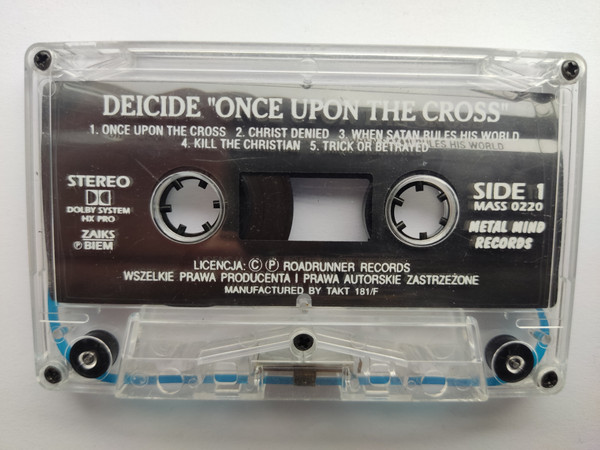 DEICIDE "ONCE UPON THE CROSS"
1. ONCE UPON THE CROSS 2. CHRIST DENIED 3. WHEN SATAN RULES HIS WORLD
4. KILL THE CHRISTIAN 5. TRICK OR BETRAYED
STEREO
DOLBY SYSTEM
HX PRO
ZAIKS
Ⓟ BIEM
SIDE 1
MASS 0220
METAL MIND
RECORDS
LICENCJA: © Ⓟ ROADRUNNER RECORDS
WSZELKIE PRAWA PRODUCENTA I PRAWA AUTORSKIE ZASTRZEŻONE
MANUFACTURED BY TAKT 181/F